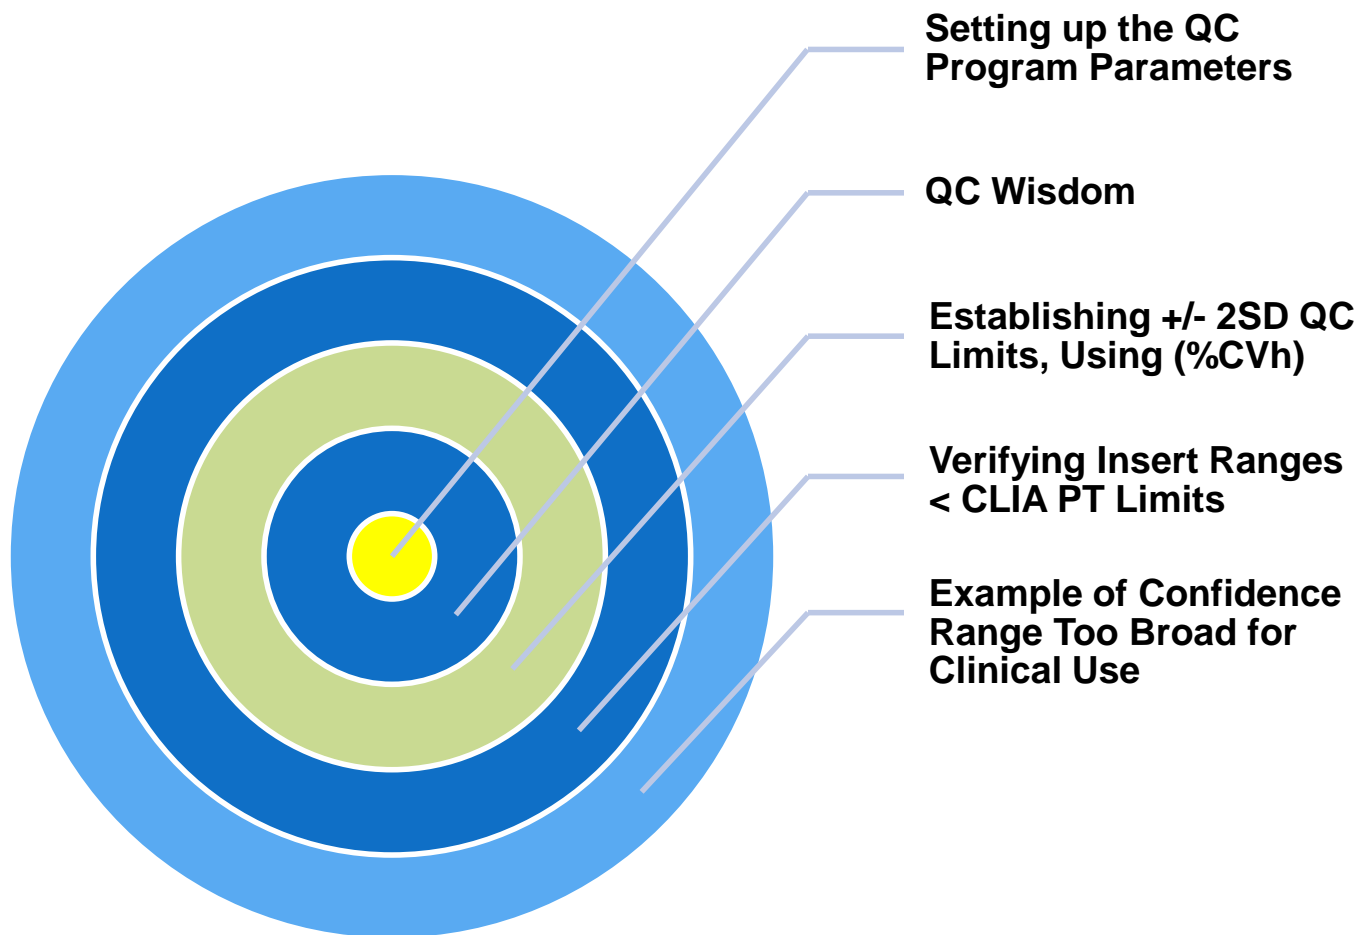 Setting up the QC
Program Parameters
QC Wisdom
Establishing +/- 2SD QC
Limits, Using (%CVh)
Verifying Insert Ranges
< CLIA PT Limits
Example of Confidence
Range Too Broad for
Clinical Use